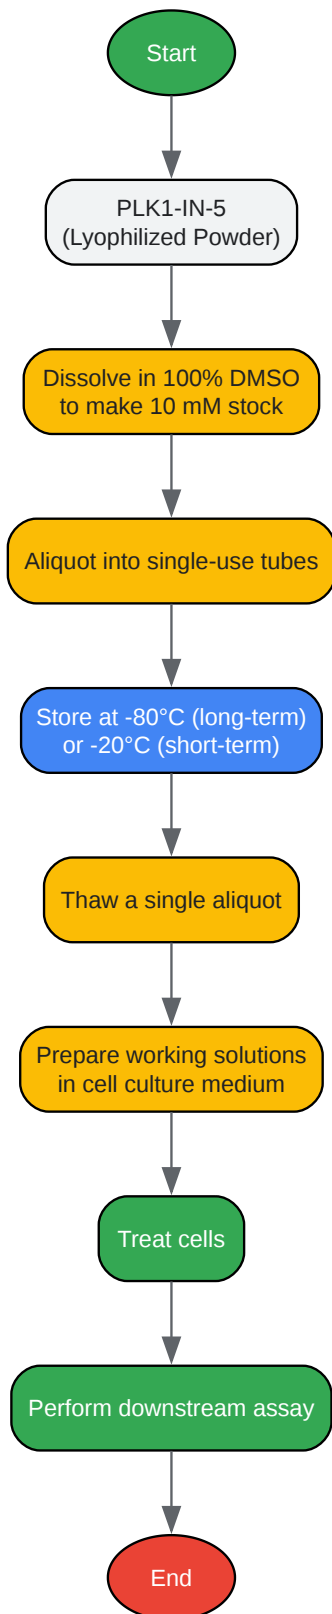 Start
PLK1-IN-5
(Lyophilized Powder)
Dissolve in 100% DMSO
to make 10 mM stock
Aliquot into single-use tubes
Store at -80°C (long-term)
or -20°C (short-term)
Thaw a single aliquot
Prepare working solutions
in cell culture medium
Treat cells
Perform downstream assay
End